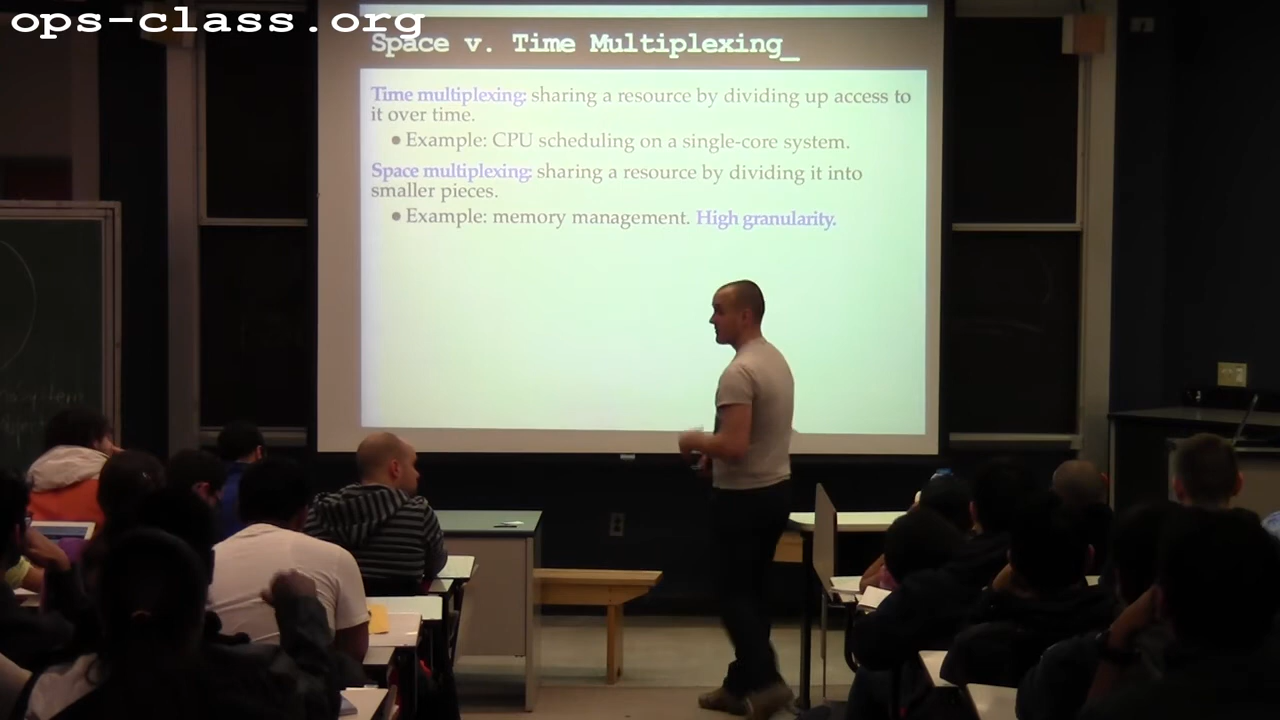 ops-class.org
Space v. Time Multiplexing_
Time multiplexing: sharing a resource by dividing up access to
it over time.
• Example: CPU scheduling on a single-core system.
Space multiplexing: sharing a resource by dividing it into
smaller pieces.
• Example: memory management. High granularity.